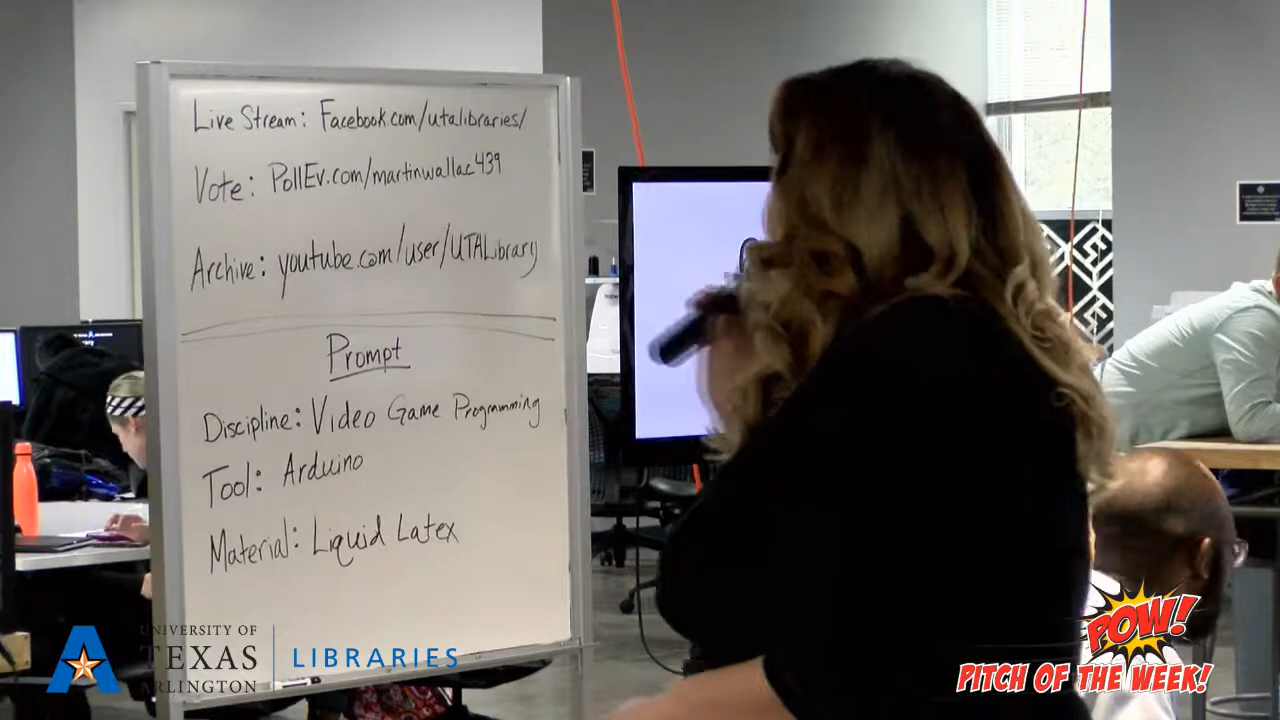 Live Stream: Facebook.com/utalibraries/
Vote: PollEv.com/martinwallac439
Archive: youtube.com/user/UTALibrary
Prompt
Discipline: Video Game Programming
Tool: Arduino
Material: Liquid Latex
UNIVERSITY OF
TEXAS
ARLINGTON
LIBRARIES
POW!
PITCH OF THE WEEK!